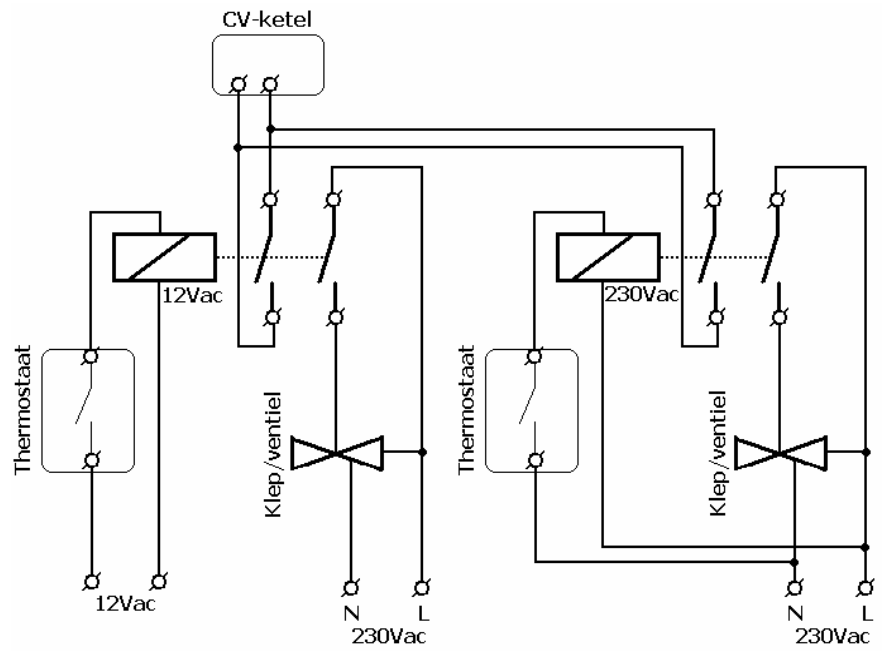 CV-ketel
12Vac
230Vac
Thermostaat
Klep/ventiel
Thermostaat
Klep/ventiel
12Vac
N
L
230Vac
N
L
230Vac